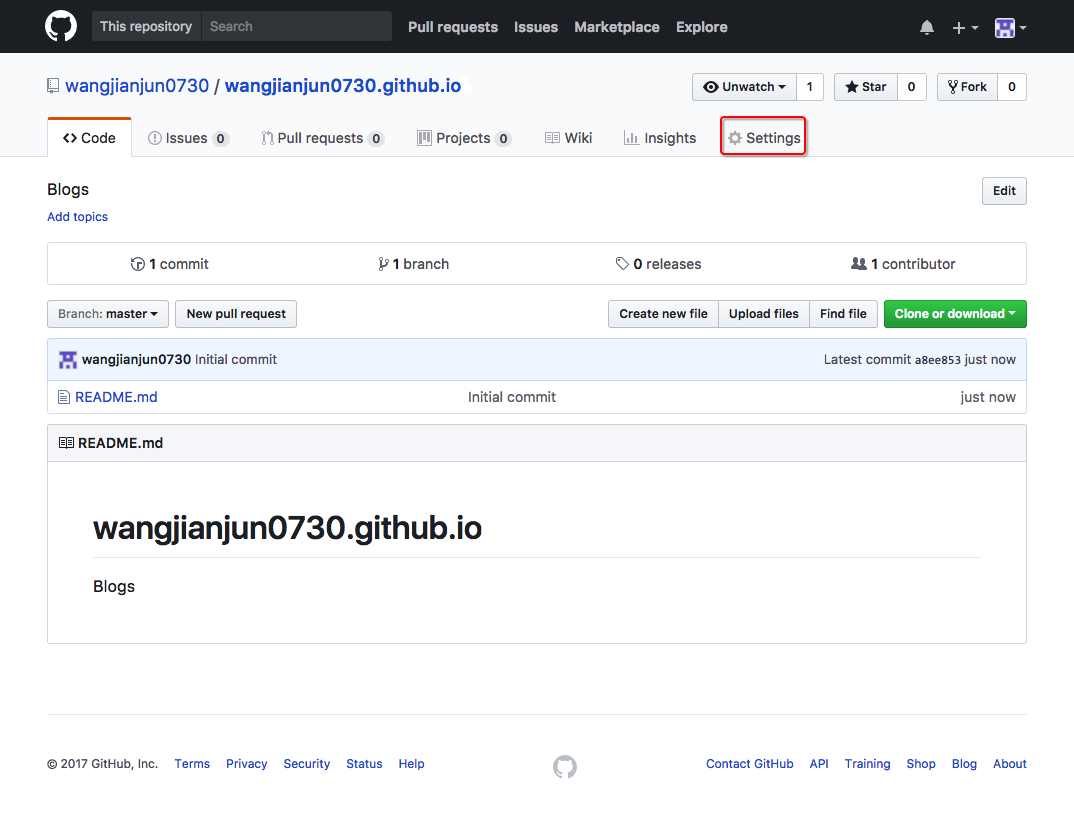 This repository Search Pull requests Issues Marketplace Explore
wangjianjun0730 / wangjianjun0730.github.io Unwatch 1 Star 0 Fork 0
Code Issues 0 Pull requests 0 Projects 0 Wiki Insights Settings
Blogs Edit
Add topics
1 commit 1 branch 0 releases 1 contributor
Branch: master New pull request Create new file Upload files Find file Clone or download
wangjianjun0730 Initial commit Latest commit a8ee853 just now
README.md Initial commit just now
README.md
wangjianjun0730.github.io
Blogs
© 2017 GitHub, Inc. Terms Privacy Security Status Help Contact GitHub API Training Shop Blog About